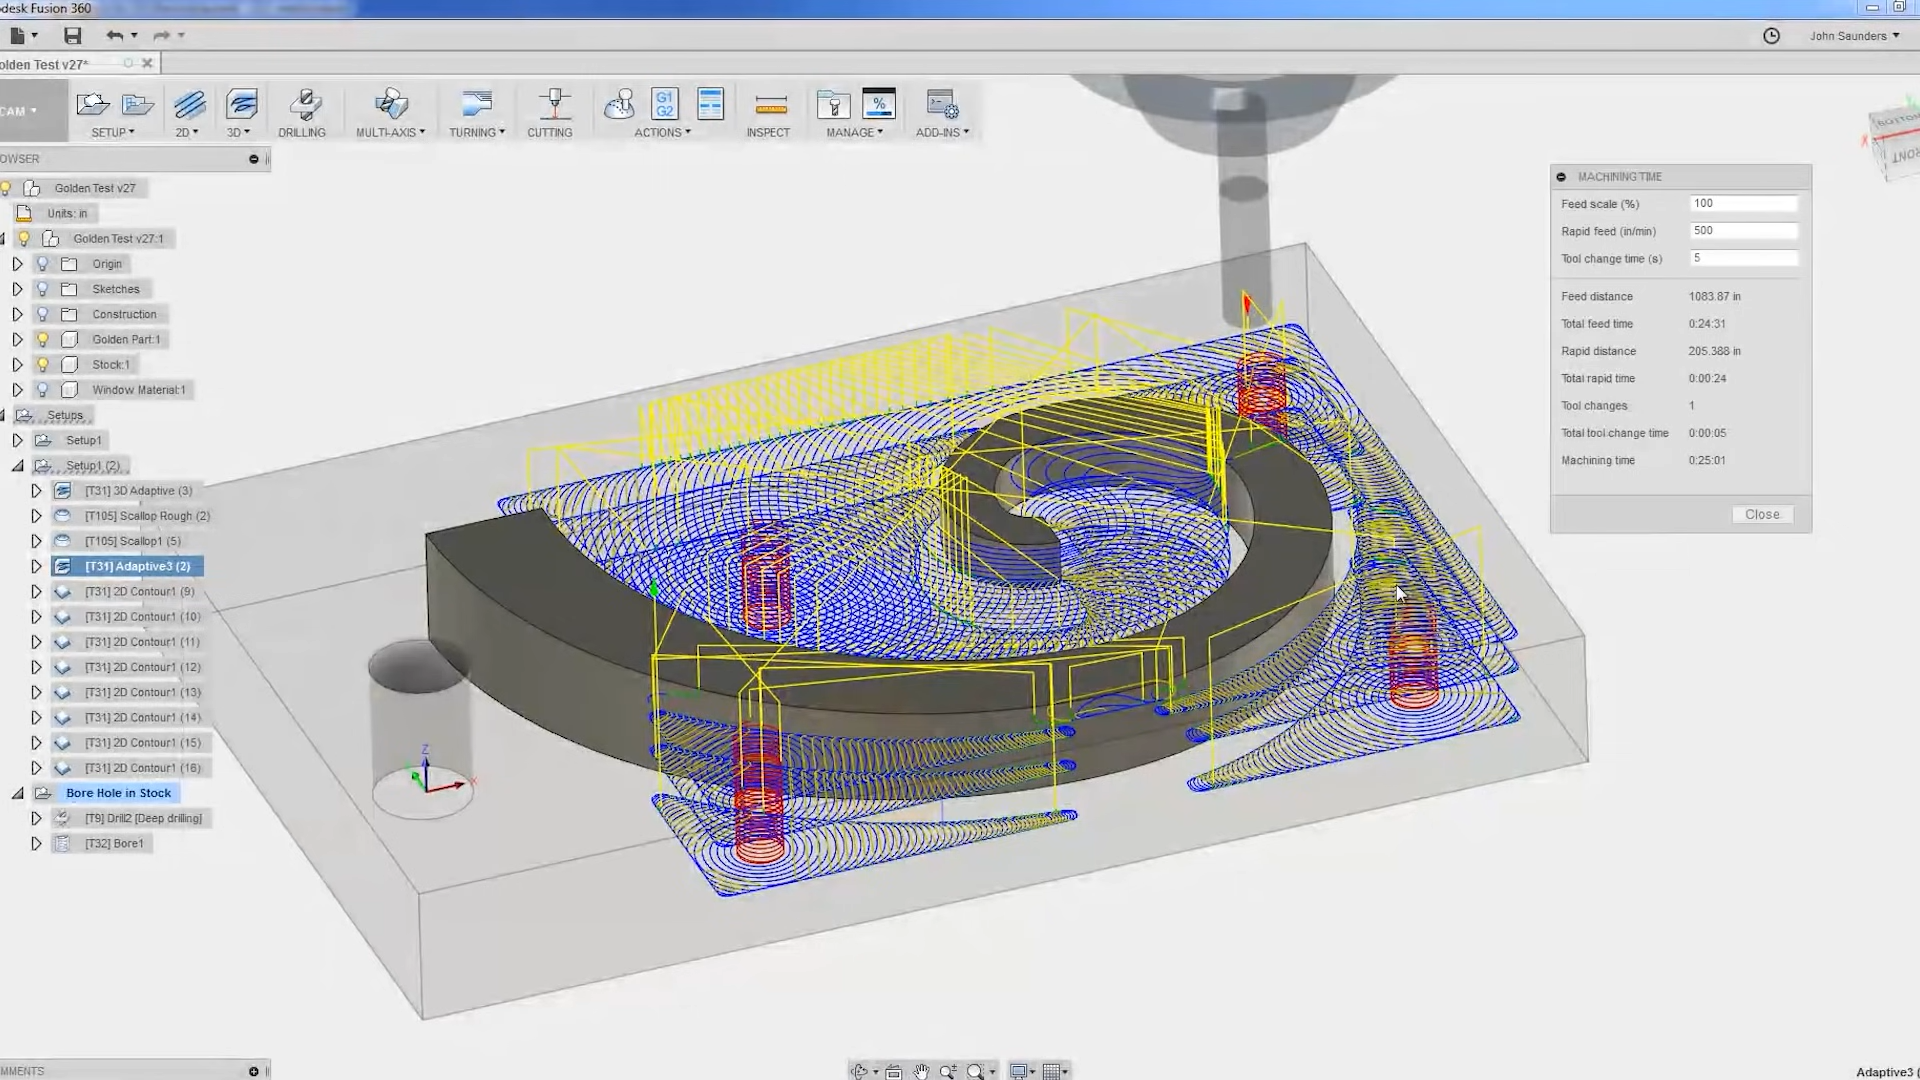 odesk Fusion 360
John Saunders
olden Test v27*
CAM
SETUP
2D
3D
DRILLING
MULTI-AXIS
TURNING
CUTTING
G1
G2
ACTIONS
INSPECT
%
MANAGE
ADD-INS
BOTTOM
FRONT
X
OWSER
Golden Test v27
Units: in
Golden Test v27:1
Origin
Sketches
Construction
Golden Part:1
Stock:1
Window Material:1
Setups
Setup1
Setup1 (2)
[T31] 3D Adaptive (3)
[T105] Scallop Rough (2)
[T105] Scallop1 (5)
[T31] Adaptive3 (2)
[T31] 2D Contour1 (9)
[T31] 2D Contour1 (10)
[T31] 2D Contour1 (11)
[T31] 2D Contour1 (12)
[T31] 2D Contour1 (13)
[T31] 2D Contour1 (14)
[T31] 2D Contour1 (15)
[T31] 2D Contour1 (16)
Bore Hole in Stock
[T9] Drill2 [Deep drilling]
[T32] Bore1
MACHINING TIME
Feed scale (%) 100
Rapid feed (in/min) 500
Tool change time (s) 5
Feed distance 1083.87 in
Total feed time 0:24:31
Rapid distance 205.388 in
Total rapid time 0:00:24
Tool changes 1
Total tool change time 0:00:05
Machining time 0:25:01
Close
Z
X
MMENTS
Adaptive3 (